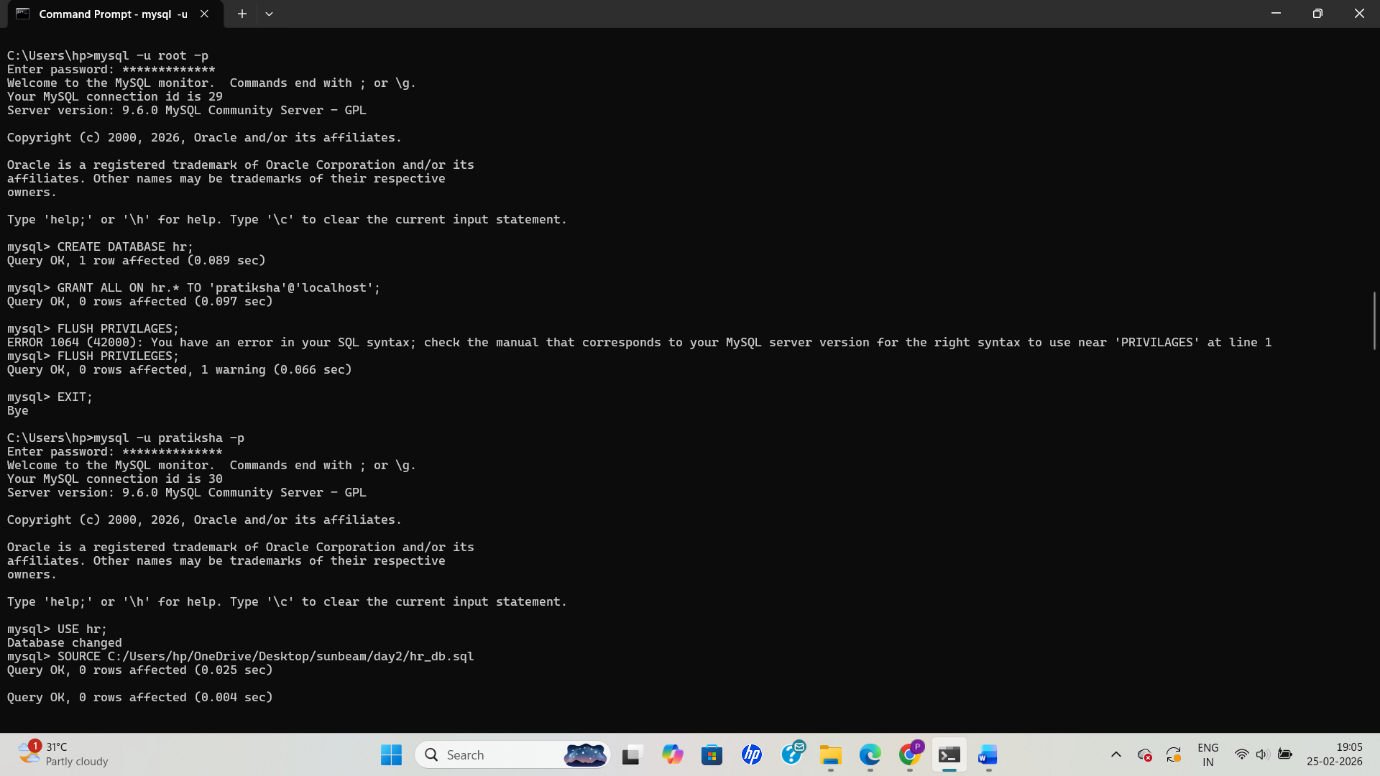 Command Prompt - mysql -u
C:\Users\hp>mysql -u root -p
Enter password: *************
Welcome to the MySQL monitor.  Commands end with ; or \g.
Your MySQL connection id is 29
Server version: 9.6.0 MySQL Community Server - GPL
Copyright (c) 2000, 2026, Oracle and/or its affiliates.
Oracle is a registered trademark of Oracle Corporation and/or its
affiliates. Other names may be trademarks of their respective
owners.
Type 'help;' or '\h' for help. Type '\c' to clear the current input statement.
mysql> CREATE DATABASE hr;
Query OK, 1 row affected (0.089 sec)
mysql> GRANT ALL ON hr.* TO 'pratiksha'@'localhost';
Query OK, 0 rows affected (0.097 sec)
mysql> FLUSH PRIVILAGES;
ERROR 1064 (42000): You have an error in your SQL syntax; check the manual that corresponds to your MySQL server version for the right syntax to use near 'PRIVILAGES' at line 1
mysql> FLUSH PRIVILEGES;
Query OK, 0 rows affected, 1 warning (0.066 sec)
mysql> EXIT;
Bye
C:\Users\hp>mysql -u pratiksha -p
Enter password: **************
Welcome to the MySQL monitor.  Commands end with ; or \g.
Your MySQL connection id is 30
Server version: 9.6.0 MySQL Community Server - GPL
Copyright (c) 2000, 2026, Oracle and/or its affiliates.
Oracle is a registered trademark of Oracle Corporation and/or its
affiliates. Other names may be trademarks of their respective
owners.
Type 'help;' or '\h' for help. Type '\c' to clear the current input statement.
mysql> USE hr;
Database changed
mysql> SOURCE C:/Users/hp/OneDrive/Desktop/sunbeam/day2/hr_db.sql
Query OK, 0 rows affected (0.025 sec)
Query OK, 0 rows affected (0.004 sec)
1
31°C
Partly cloudy
Search
hp
P
W
ENG
IN
19:05
25-02-2026